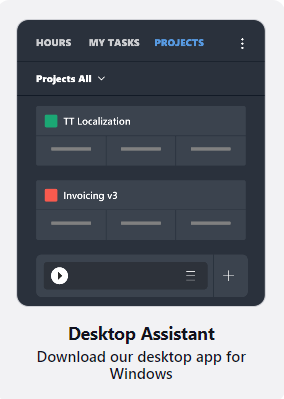 HOURS MY TASKS PROJECTS
Projects All
TT Localization
Invoicing v3
Desktop Assistant
Download our desktop app for
Windows